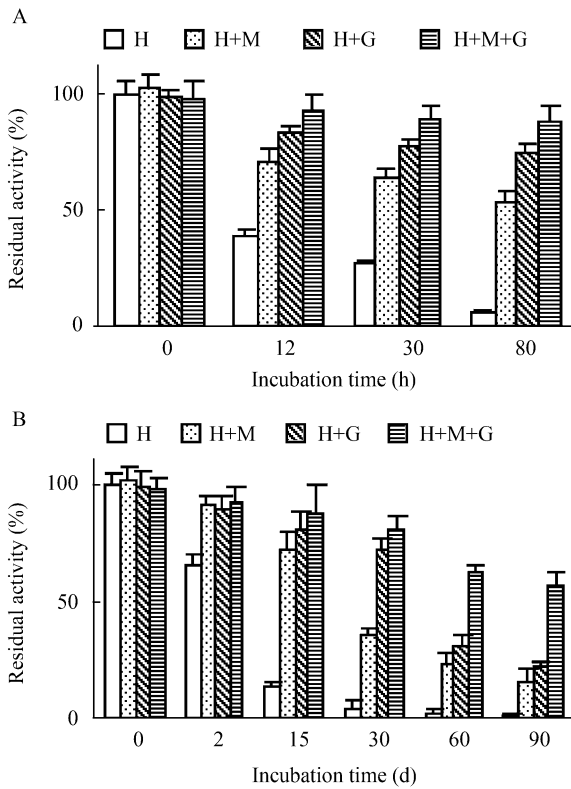 A
H H+M H+G H+M+G
Residual activity (%)
100
50
0
0 12 30 80
Incubation time (h)
B
H H+M H+G H+M+G
Residual activity (%)
100
50
0
0 2 15 30 60 90
Incubation time (d)